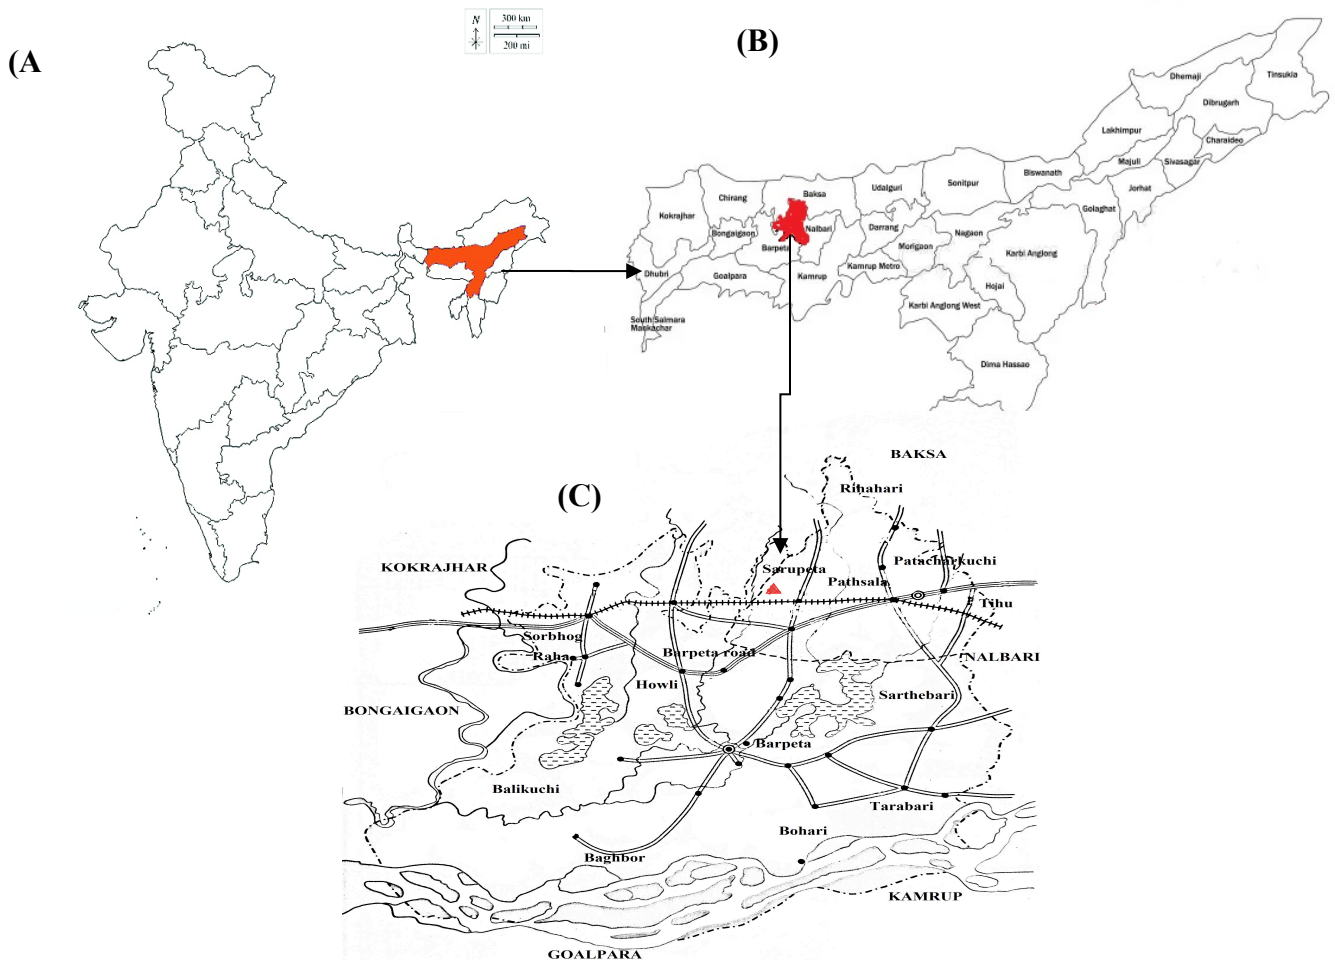 N
300 km
200 mi
(A
(B)
Tinsukia
Dhemaji
Dibrugarh
Lakhimpur
Charaideo
Majuli
Sivasagar
Biswanath
Jorhat
Sonitpur
Udalguri
Baksa
Chirang
Golaghat
Kokrajhar
Nalbari
Darrang
Bongaigaon
Nagaon
Morigaon
Barpeta
Karbi Anglong
Kamrup Metro
Dhubri
Goalpara
Kamrup
Hojai
Karbi Anglong West
South Salmara
Mankachar
Dima Hassao
BAKSA
(C)
Rihahari
KOKRAJHAR
Sarupeta
Patacharkuchi
Pathsala
Tihu
Sorbhog
Raha
Barpeta road
NALBARI
Howli
Sarthebari
BONGAIGAON
Barpeta
Balikuchi
Tarabari
Bohari
Baghbor
KAMRUP
GOALPARA